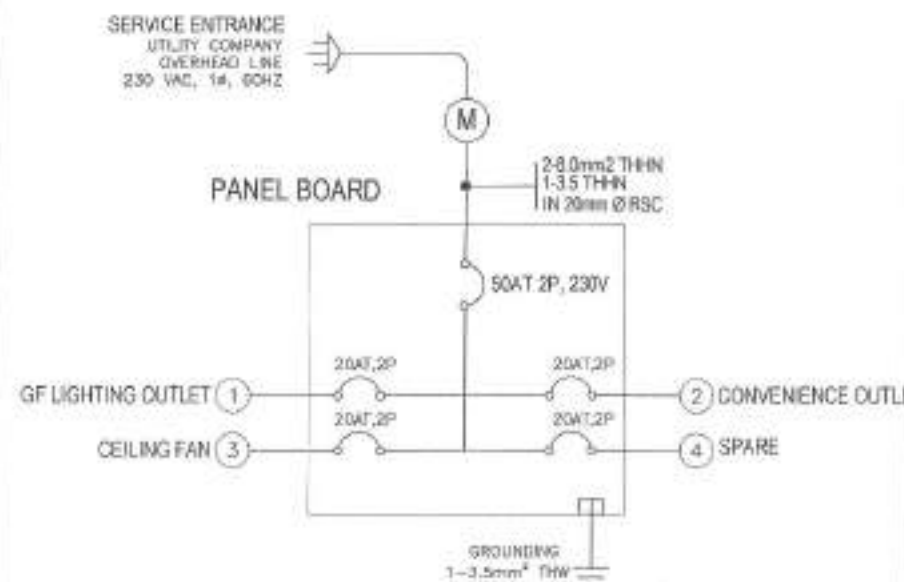 SERVICE ENTRANCE
UTILITY COMPANY
OVERHEAD LINE
230 VAC, 1ø, 60HZ
M
2-8.0mm2 THHN
1-3.5 THHN
IN 20mm Ø RSC
PANEL BOARD
50AT 2P, 230V
20AT,2P
20AT,2P
GF LIGHTING OUTLET 1
2 CONVENIENCE OUTLE
20AT,2P
20AT,2P
CEILING FAN 3
4 SPARE
GROUNDING
1-3.5mm² THW